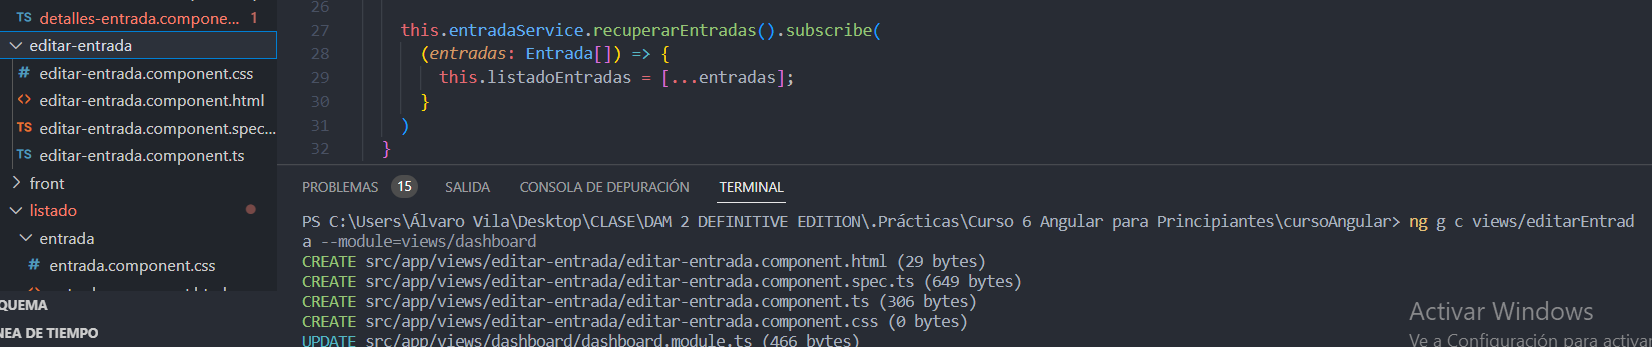 TS detalles-entrada.compone... 1
editar-entrada
# editar-entrada.component.css
<> editar-entrada.component.html
TS editar-entrada.component.spec...
TS editar-entrada.component.ts
front
listado
entrada
# entrada.component.css
QUEMA
NEA DE TIEMPO
26
27 this.entradaService.recuperarEntradas().subscribe(
28 (entradas: Entrada[]) => {
29 this.listadoEntradas = [...entradas];
30 }
31 )
32 }
PROBLEMAS 15 SALIDA CONSOLA DE DEPURACIÓN TERMINAL
PS C:\Users\Álvaro Vila\Desktop\CLASE\DAM 2 DEFINITIVE EDITION\.Prácticas\Curso 6 Angular para Principiantes\cursoAngular> ng g c views/editarEntrad
a --module=views/dashboard
CREATE src/app/views/editar-entrada/editar-entrada.component.html (29 bytes)
CREATE src/app/views/editar-entrada/editar-entrada.component.spec.ts (649 bytes)
CREATE src/app/views/editar-entrada/editar-entrada.component.ts (306 bytes)
CREATE src/app/views/editar-entrada/editar-entrada.component.css (0 bytes)
UPDATE src/app/views/dashboard/dashboard.module.ts (466 bytes)
Activar Windows
Ve a Configuración para activa